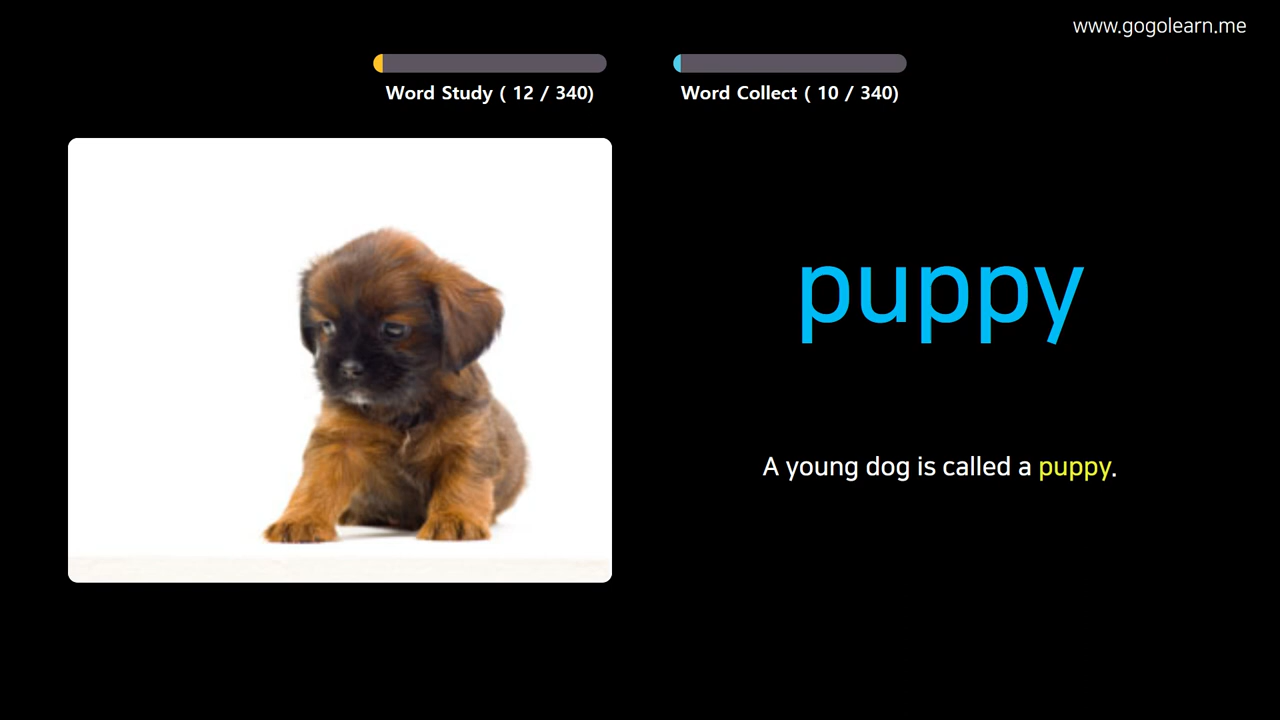 www.gogolearn.me
Word Study ( 12 / 340)
Word Collect ( 10 / 340)
puppy
A young dog is called a puppy.